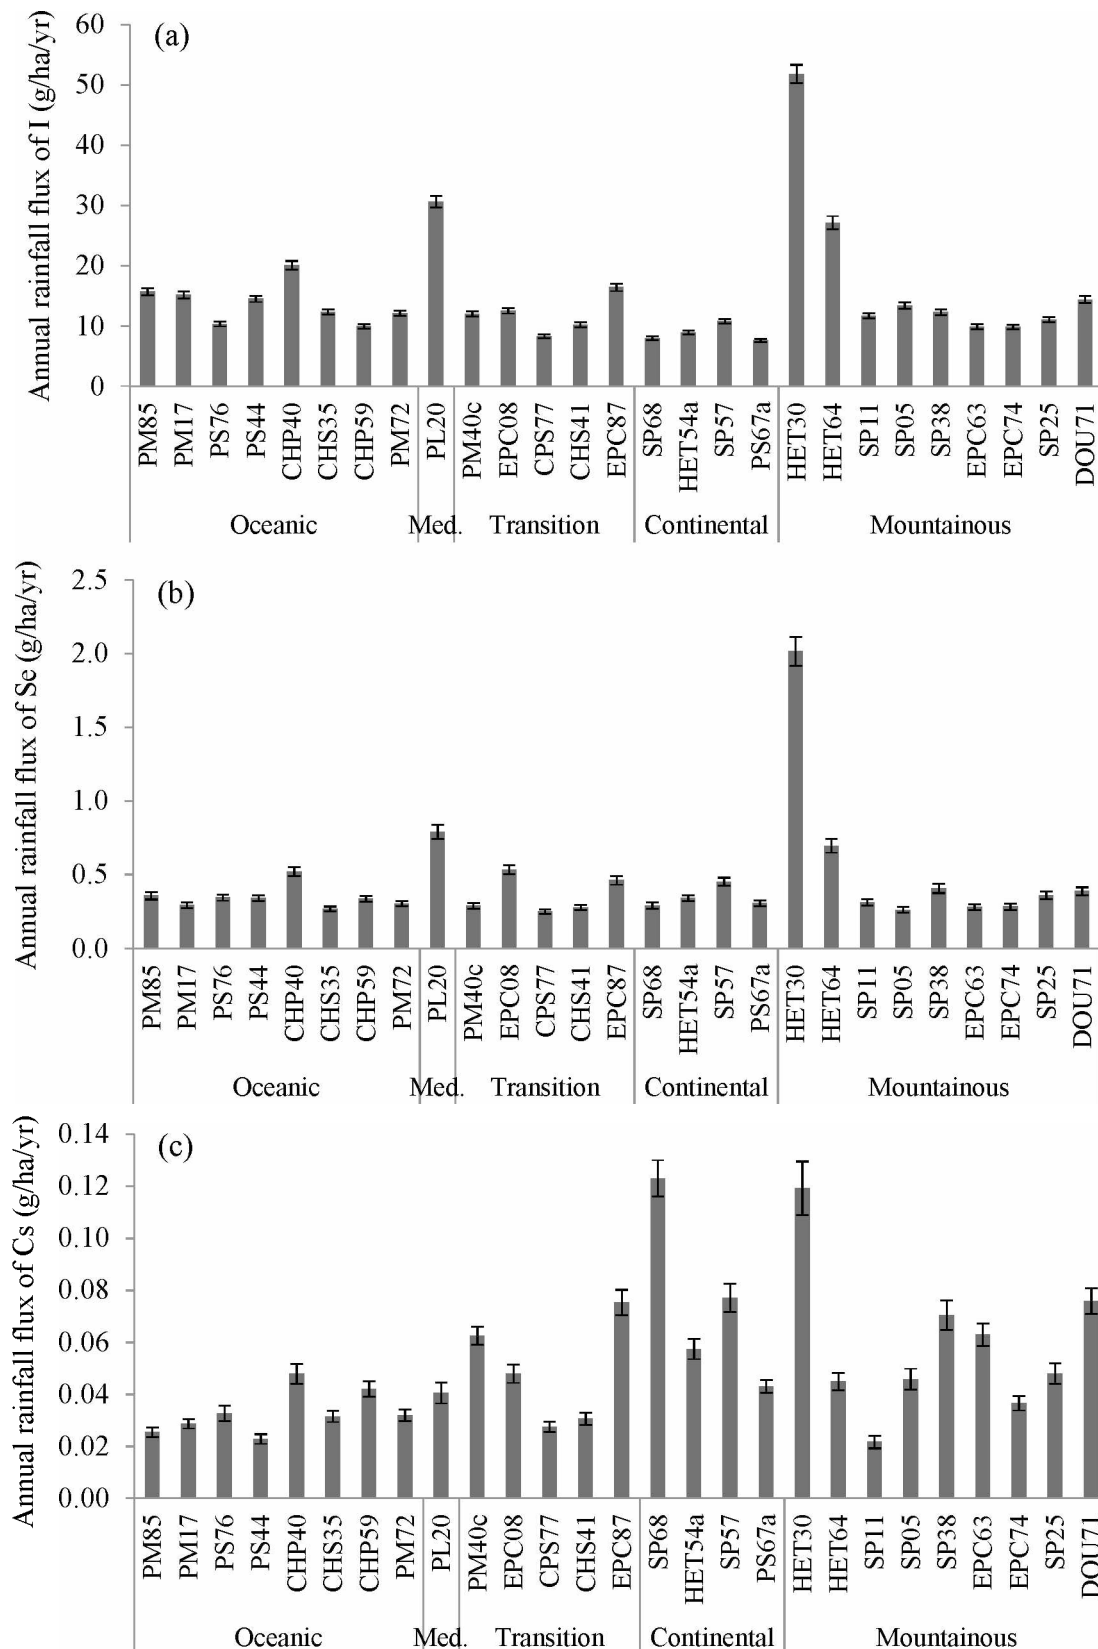 (a)
Annual rainfall flux of I (g/ha/yr)
60
50
40
30
20
10
0
PM85 PM17 PS76 PS44 CHP40 CHS35 CHP59 PM72 PL20 PM40c EPC08 CPS77 CHS41 EPC87 SP68 HET54a SP57 PS67a HET30 HET64 SP11 SP05 SP38 EPC63 EPC74 SP25 DOU71
Oceanic Med. Transition Continental Mountainous
(b)
Annual rainfall flux of Se (g/ha/yr)
2.5
2.0
1.5
1.0
0.5
0.0
PM85 PM17 PS76 PS44 CHP40 CHS35 CHP59 PM72 PL20 PM40c EPC08 CPS77 CHS41 EPC87 SP68 HET54a SP57 PS67a HET30 HET64 SP11 SP05 SP38 EPC63 EPC74 SP25 DOU71
Oceanic Med. Transition Continental Mountainous
(c)
Annual rainfall flux of Cs (g/ha/yr)
0.14
0.12
0.10
0.08
0.06
0.04
0.02
0.00
PM85 PM17 PS76 PS44 CHP40 CHS35 CHP59 PM72 PL20 PM40c EPC08 CPS77 CHS41 EPC87 SP68 HET54a SP57 PS67a HET30 HET64 SP11 SP05 SP38 EPC63 EPC74 SP25 DOU71
Oceanic Med. Transition Continental Mountainous